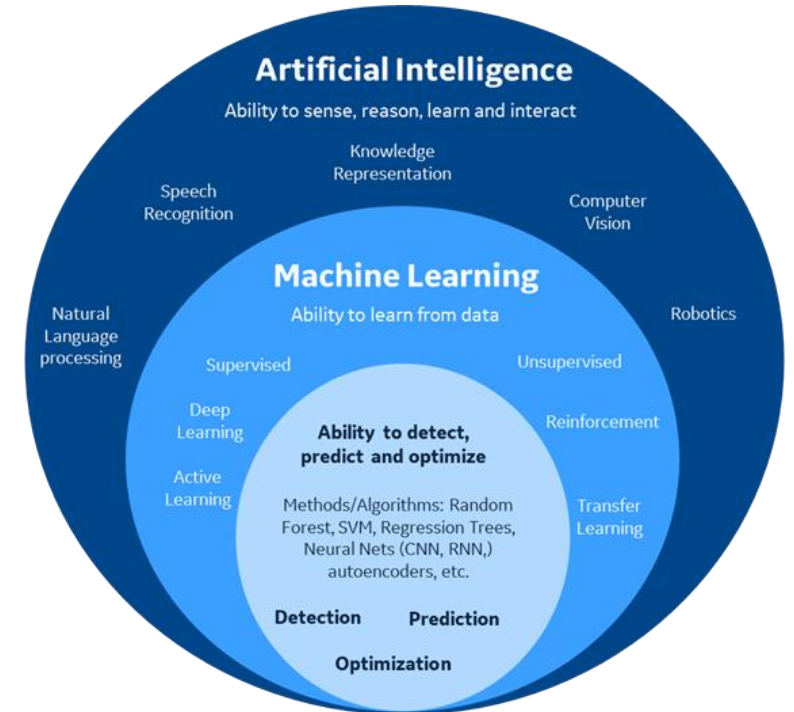 Artificial Intelligence
Ability to sense, reason, learn and interact
Knowledge
Representation
Speech
Recognition
Computer
Vision
Natural
Language
processing
Robotics
Machine Learning
Ability to learn from data
Supervised
Unsupervised
Deep
Learning
Reinforcement
Active
Learning
Transfer
Learning
Ability to detect,
predict and optimize
Methods/Algorithms: Random
Forest, SVM, Regression Trees,
Neural Nets (CNN, RNN,)
autoencoders, etc.
Detection
Prediction
Optimization